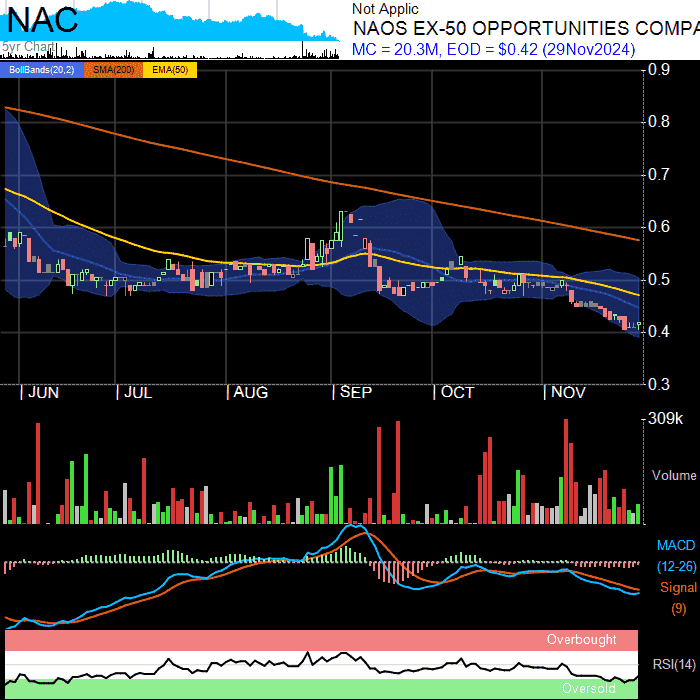 NAC
5yr Chart
Not Applic
NAOS EX-50 OPPORTUNITIES COMPA
MC = 20.3M, EOD = $0.42 (29Nov2024)
BollBands(20,2) SMA(200) EMA(50)
0.9
0.8
0.7
0.6
0.5
0.4
0.3
JUN JUL AUG SEP OCT NOV
309k
Volume
MACD
(12-26)
Signal
(9)
Overbought
RSI(14)
Oversold